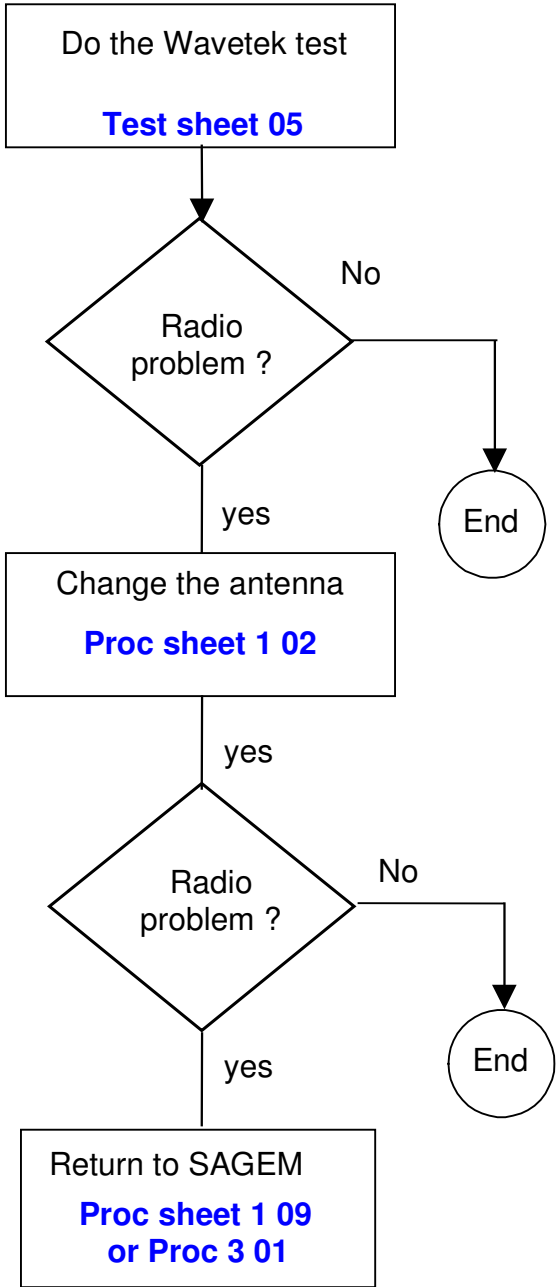 Do the Wavetek test
Test sheet 05
No
Radio
problem ?
End
yes
Change the antenna
Proc sheet 1 02
yes
Radio
problem ?
No
End
yes
Return to SAGEM
Proc sheet 1 09
or Proc 3 01